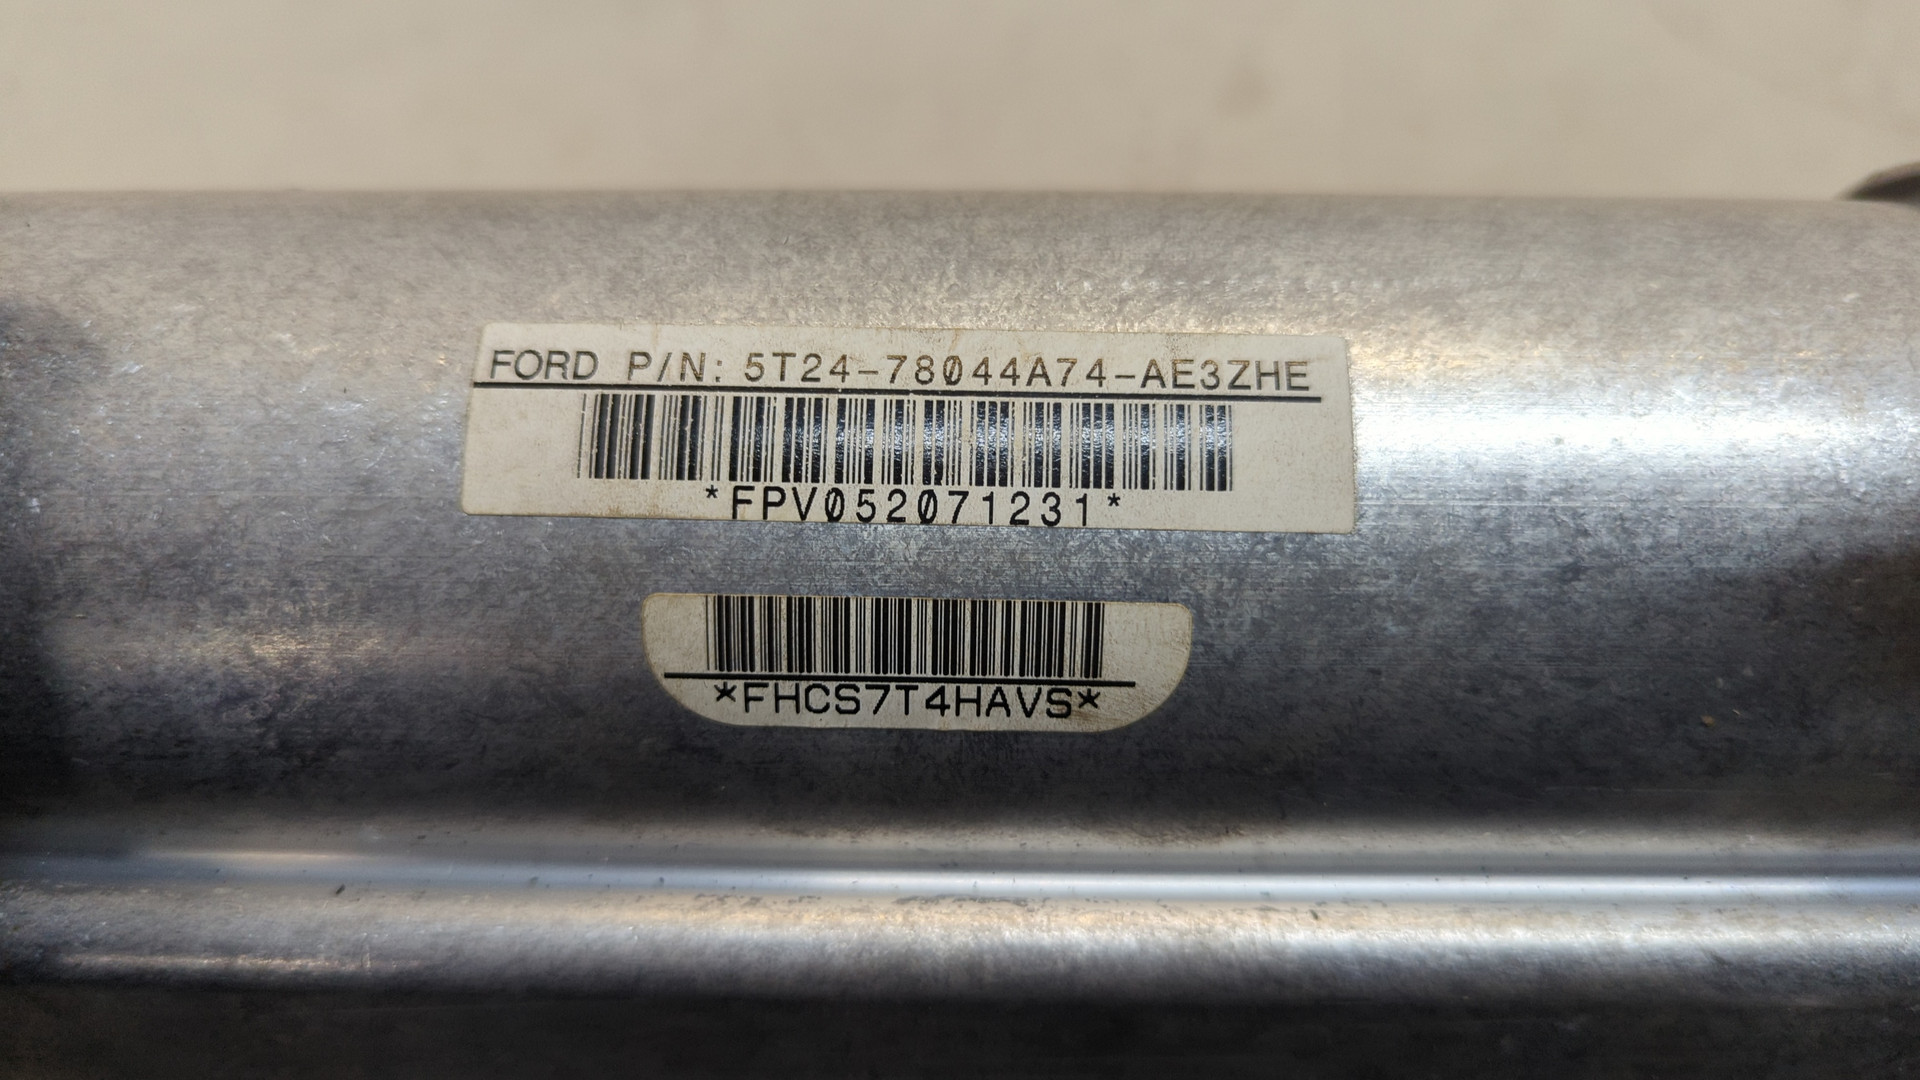 FORD P/N: 5T24-78044A74-AE3ZHE
*FPV052071231*
*FHCS7T4HAVS*